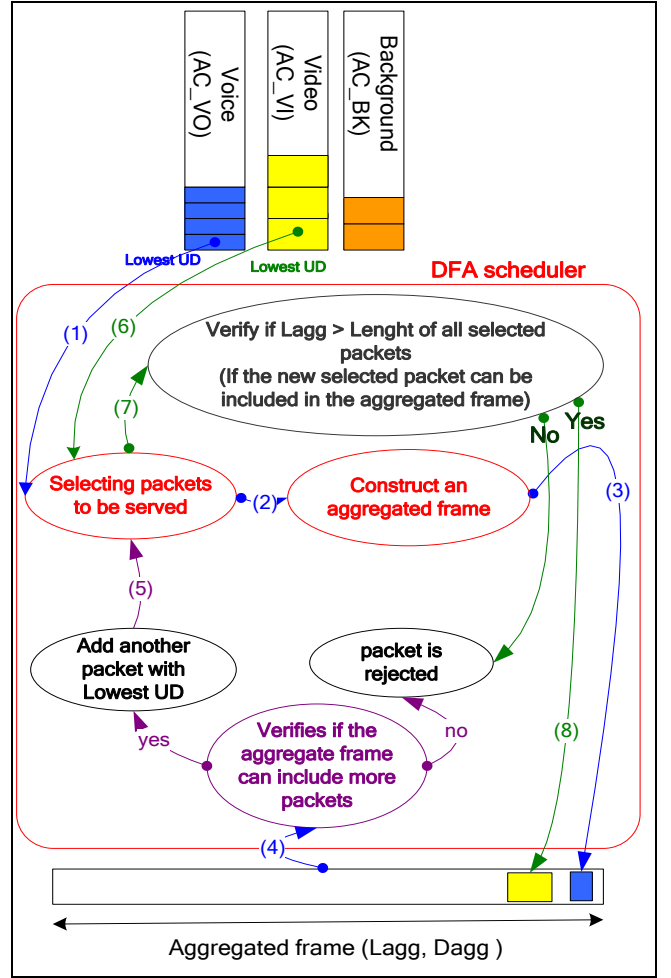 Voice
(AC_VO)
Video
(AC_VI)
Background
(AC_BK)
Lowest UD
Lowest UD
DFA scheduler
(1)
(6)
Verify if Lagg > Lenght of all selected
packets
(If the new selected packet can be
included in the aggregated frame)
(7)
No
Yes
Selecting packets
to be served
(2)
Construct an
aggregated frame
(3)
(5)
Add another
packet with
Lowest UD
packet is
rejected
yes
Verifies if the
aggregate frame
can include more
packets
no
(8)
(4)
Aggregated frame (Lagg, Dagg )